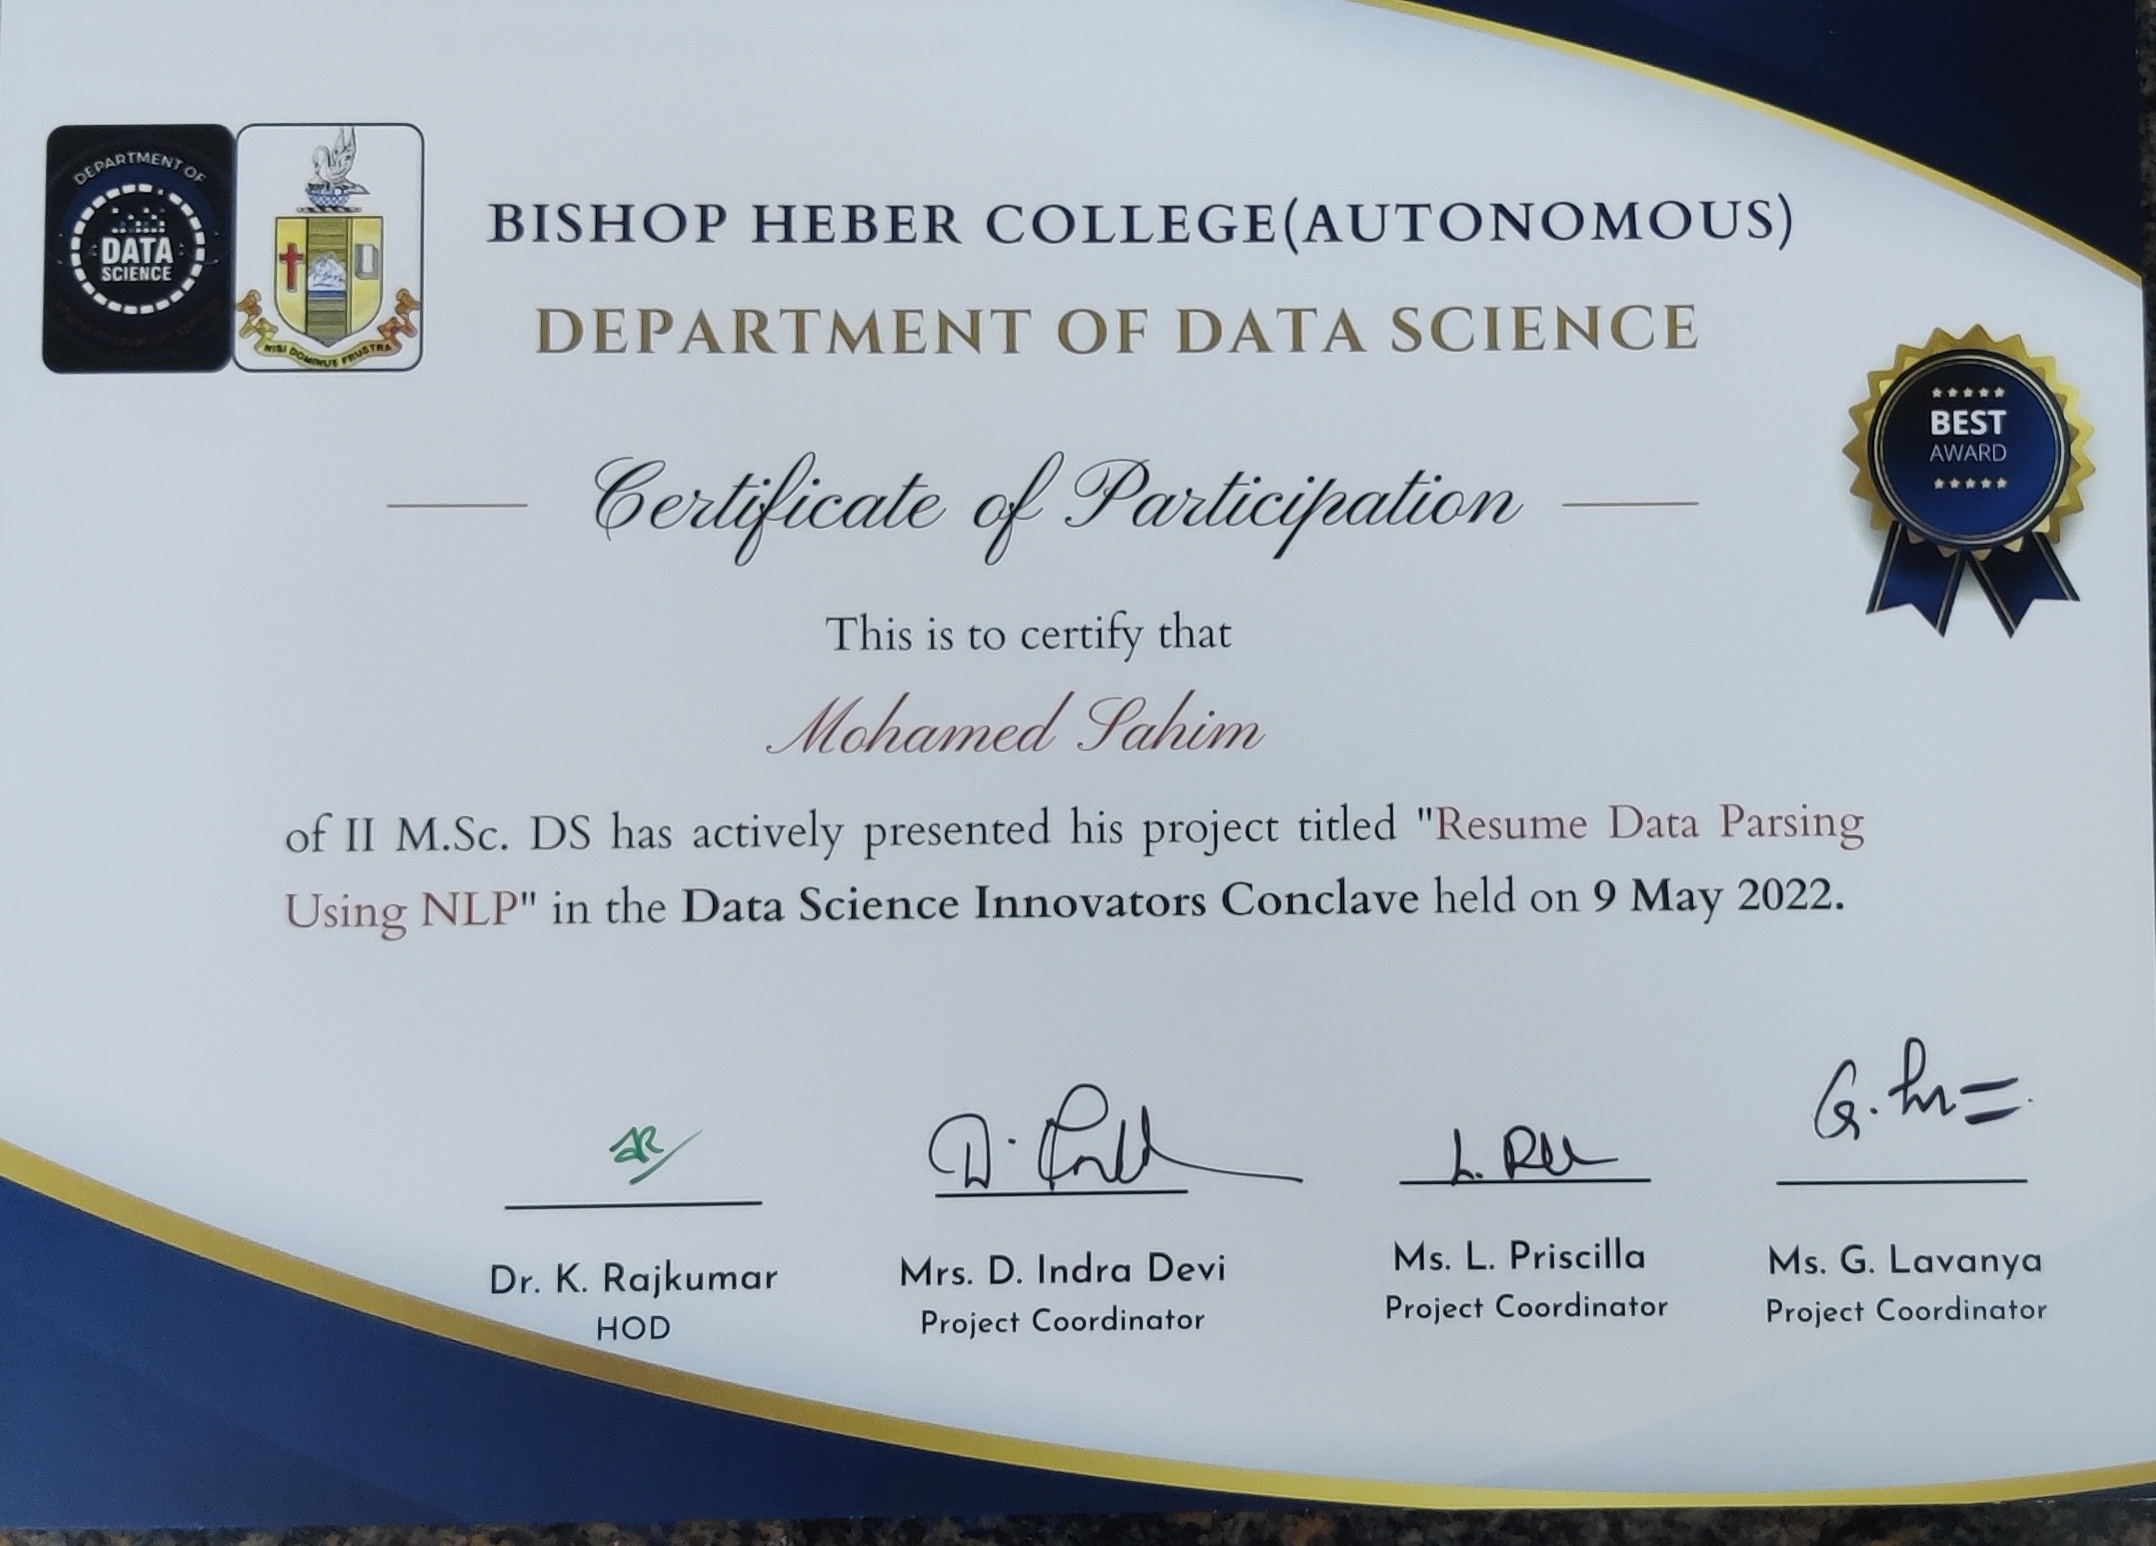 DEPARTMENT OF
DATA
SCIENCE
NISI DOMINUS FRUSTRA
BISHOP HEBER COLLEGE(AUTONOMOUS)
DEPARTMENT OF DATA SCIENCE
BEST
AWARD
Certificate of Participation
This is to certify that
Mohamed Sahim
of II M.Sc. DS has actively presented his project titled "Resume Data Parsing
Using NLP" in the Data Science Innovators Conclave held on 9 May 2022.
Dr. K. Rajkumar
HOD
Mrs. D. Indra Devi
Project Coordinator
Ms. L. Priscilla
Project Coordinator
Ms. G. Lavanya
Project Coordinator